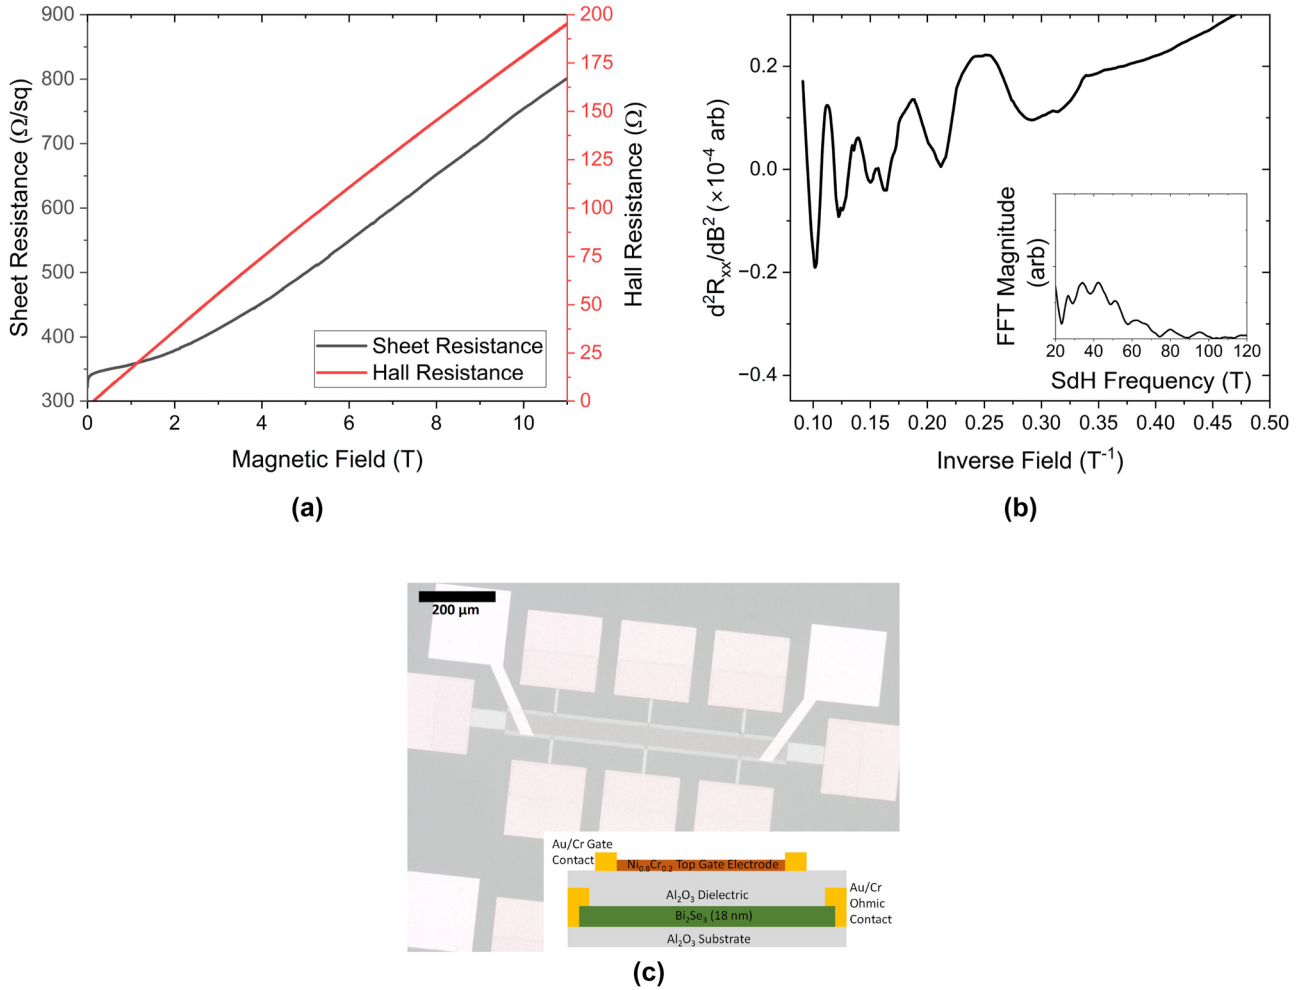 900
800
700
600
500
400
300
Sheet Resistance (Ω/sq)
200
175
150
125
100
75
50
25
0
Hall Resistance (Ω)
Sheet Resistance
Hall Resistance
0 2 4 6 8 10
Magnetic Field (T)
(a)
0.2
0.0
−0.2
−0.4
d²Rₓₓ/dB² (×10⁻⁴ arb)
FFT Magnitude
(arb)
20 40 60 80 100 120
SdH Frequency (T)
0.10 0.15 0.20 0.25 0.30 0.35 0.40 0.45 0.50
Inverse Field (T⁻¹)
(b)
200 μm
Au/Cr Gate
Contact
Ni₀.₈Cr₀.₂ Top Gate Electrode
Al₂O₃ Dielectric
Au/Cr
Ohmic
Contact
Bi₂Se₃ (18 nm)
Al₂O₃ Substrate
(c)